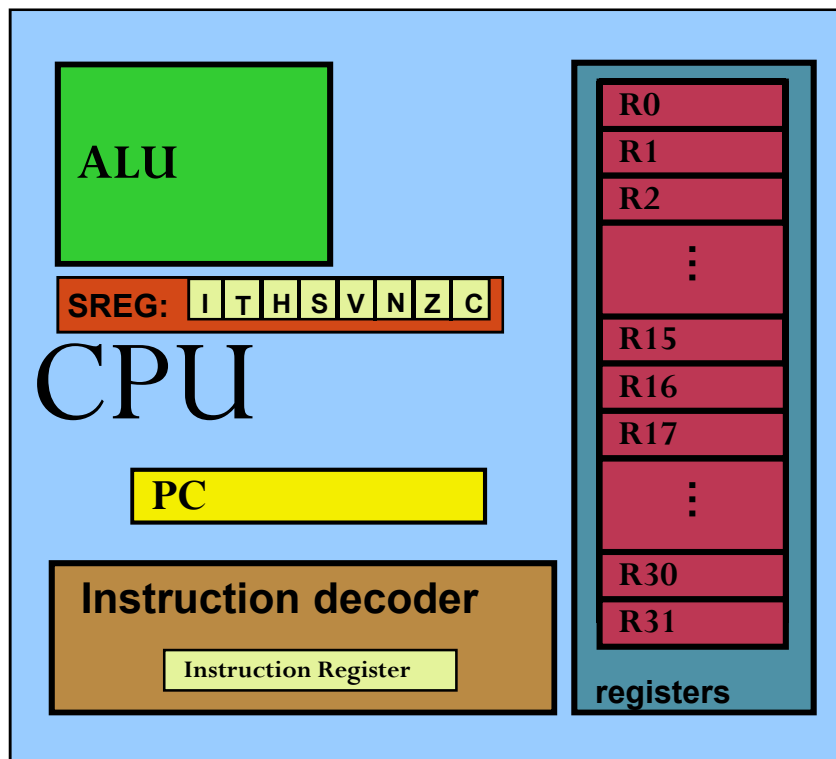 ALU
SREG: I T H S V N Z C
CPU
PC
Instruction decoder
Instruction Register
R0
R1
R2
⋮
R15
R16
R17
⋮
R30
R31
registers